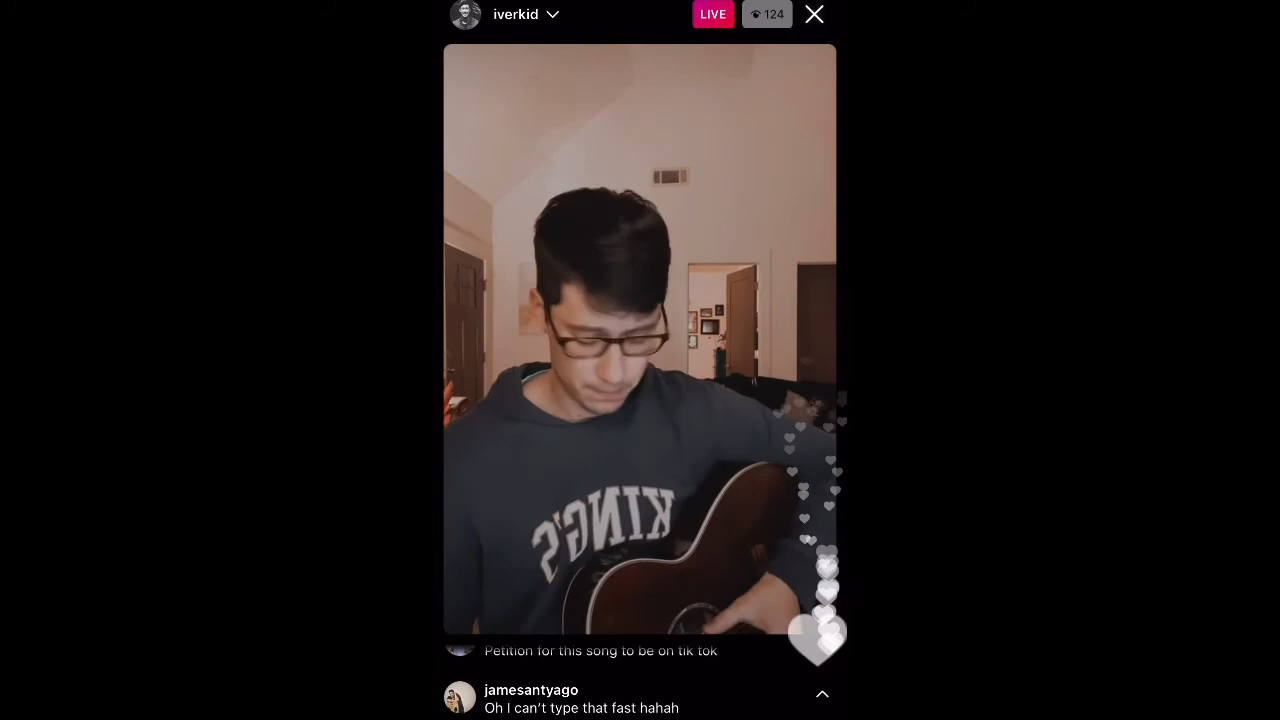 iverkid
LIVE
124
KING'S
Petition for this song to be on tik tok
jamesantyago
Oh I can't type that fast hahah